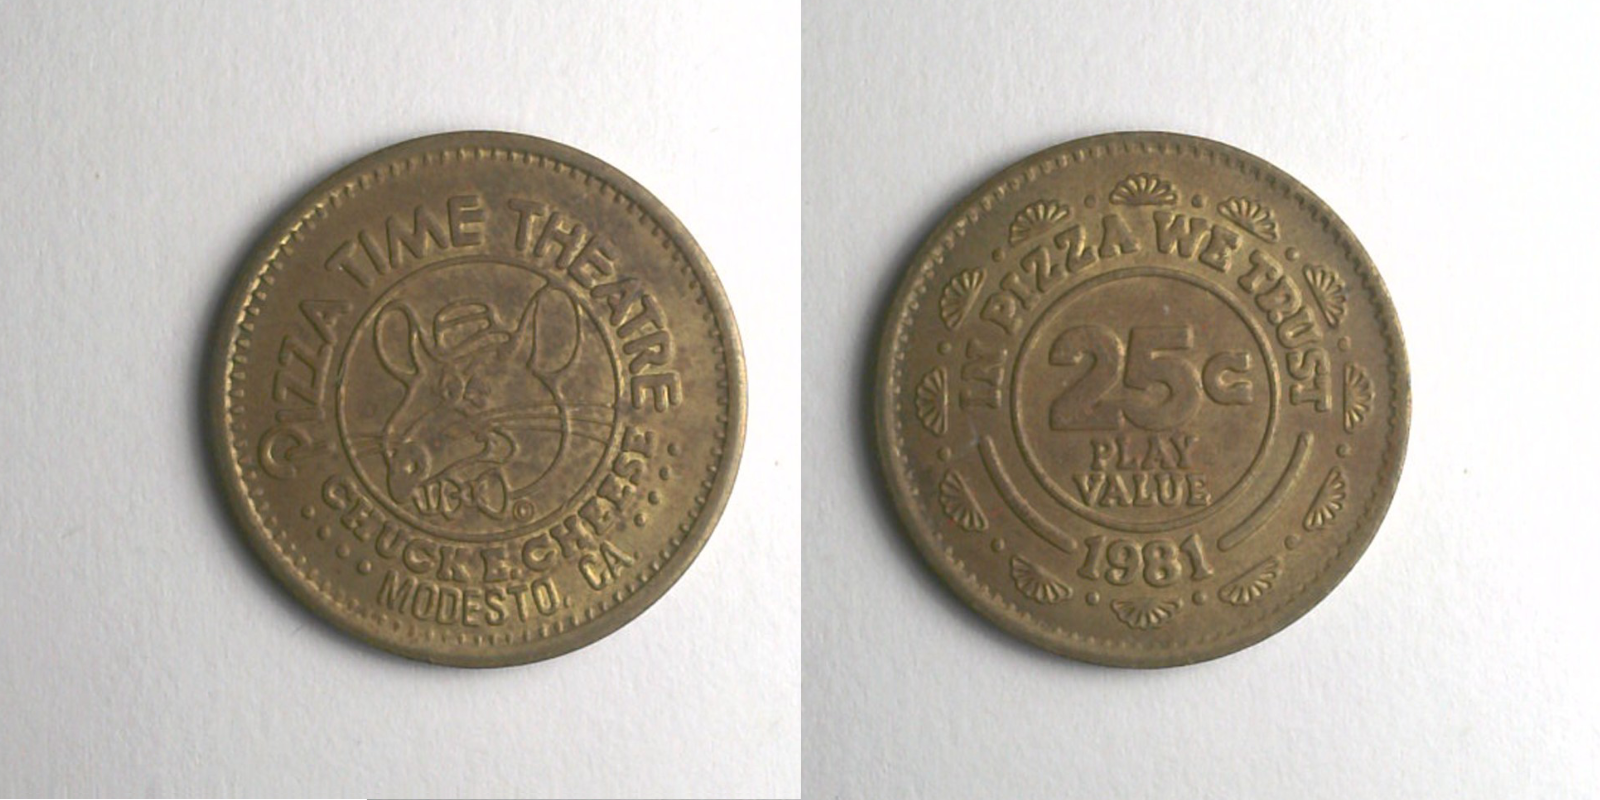 PIZZA TIME THEATRE
CHUCK E. CHEESE
MODESTO, CA.
©
IN PIZZA WE TRUST
25¢
PLAY
VALUE
1981